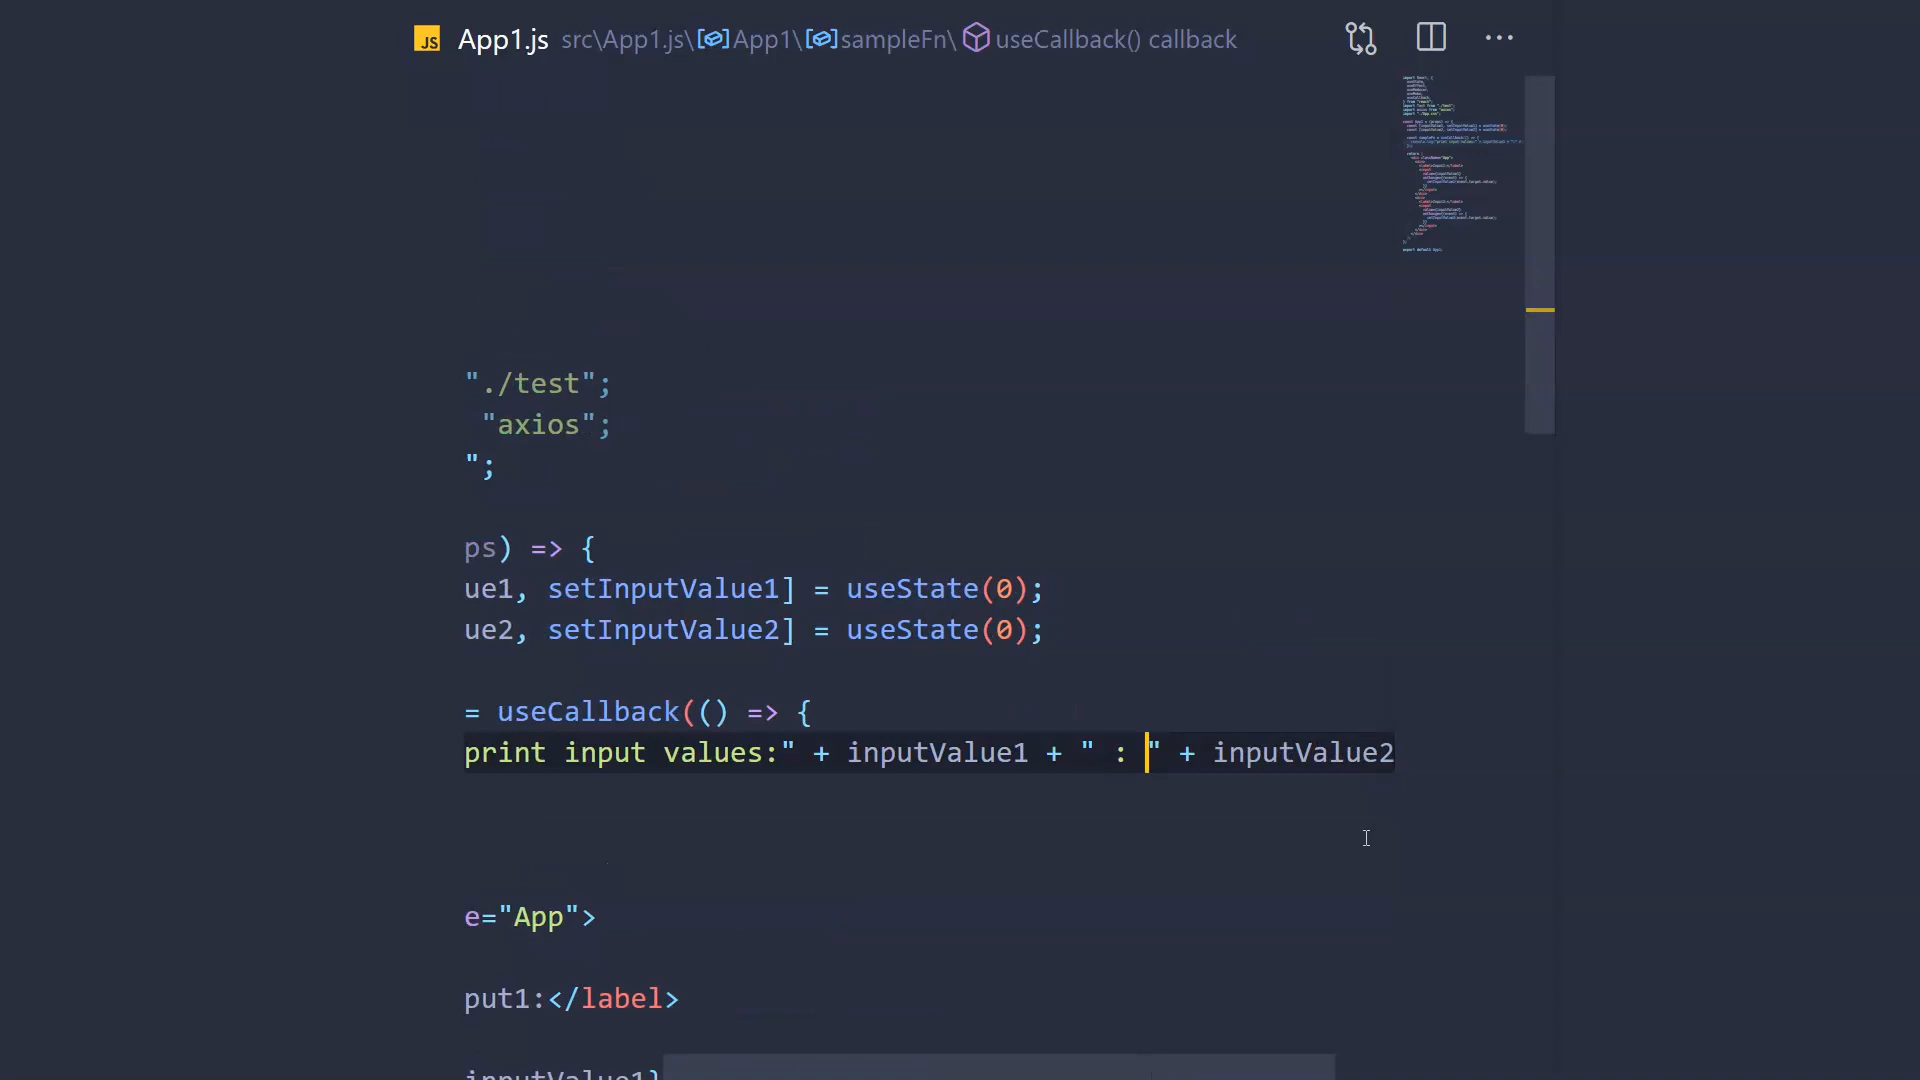 JS App1.js src\App1.js\App1\sampleFn\useCallback() callback
"./test";
"axios";
";
ps) => {
ue1, setInputValue1] = useState(0);
ue2, setInputValue2] = useState(0);
= useCallback(() => {
print input values:" + inputValue1 + " : " + inputValue2
e="App">
put1:</label>
inputValue1}